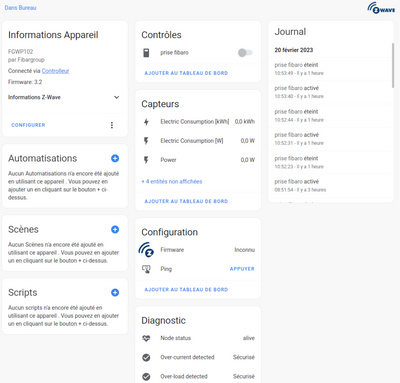 Dans Bureau
Z WAVE
Informations Appareil
FGWP102
par Fibargroup
Connecté via Controlleur
Firmware: 3.2
Informations Z-Wave
CONFIGURER
Automatisations
Aucun Automatisations n'a encore été ajouté
en utilisant ce appareil . Vous pouvez en
ajouter un en cliquant sur le bouton + ci-
dessus.
Scènes
Aucun Scènes n'a encore été ajouté en
utilisant ce appareil . Vous pouvez en ajouter
un en cliquant sur le bouton + ci-dessus.
Scripts
Aucun scripts n'a encore été ajouté en
utilisant ce appareil . Vous pouvez en ajouter
un en cliquant sur le bouton + ci-dessus.
Contrôles
prise fibaro
AJOUTER AU TABLEAU DE BORD
Capteurs
Electric Consumption [kWh] 0,0 kWh
Electric Consumption [W] 0,0 W
Power 0,0 W
+ 4 entités non affichées
AJOUTER AU TABLEAU DE BORD
Configuration
Firmware Inconnu
Ping APPUYER
AJOUTER AU TABLEAU DE BORD
Diagnostic
Node status alive
Over-current detected Sécurisé
Over-load detected Sécurisé
Journal
20 février 2023
prise fibaro éteint
10:53:49 - il y a 1 heure
prise fibaro activé
10:52:44 - il y a 1 heure
prise fibaro éteint
10:52:40 - il y a 1 heure
prise fibaro activé
10:52:31 - il y a 1 heure
prise fibaro éteint
10:52:23 - il y a 1 heure
prise fibaro activé
08:51:54 - il y a 3 heures